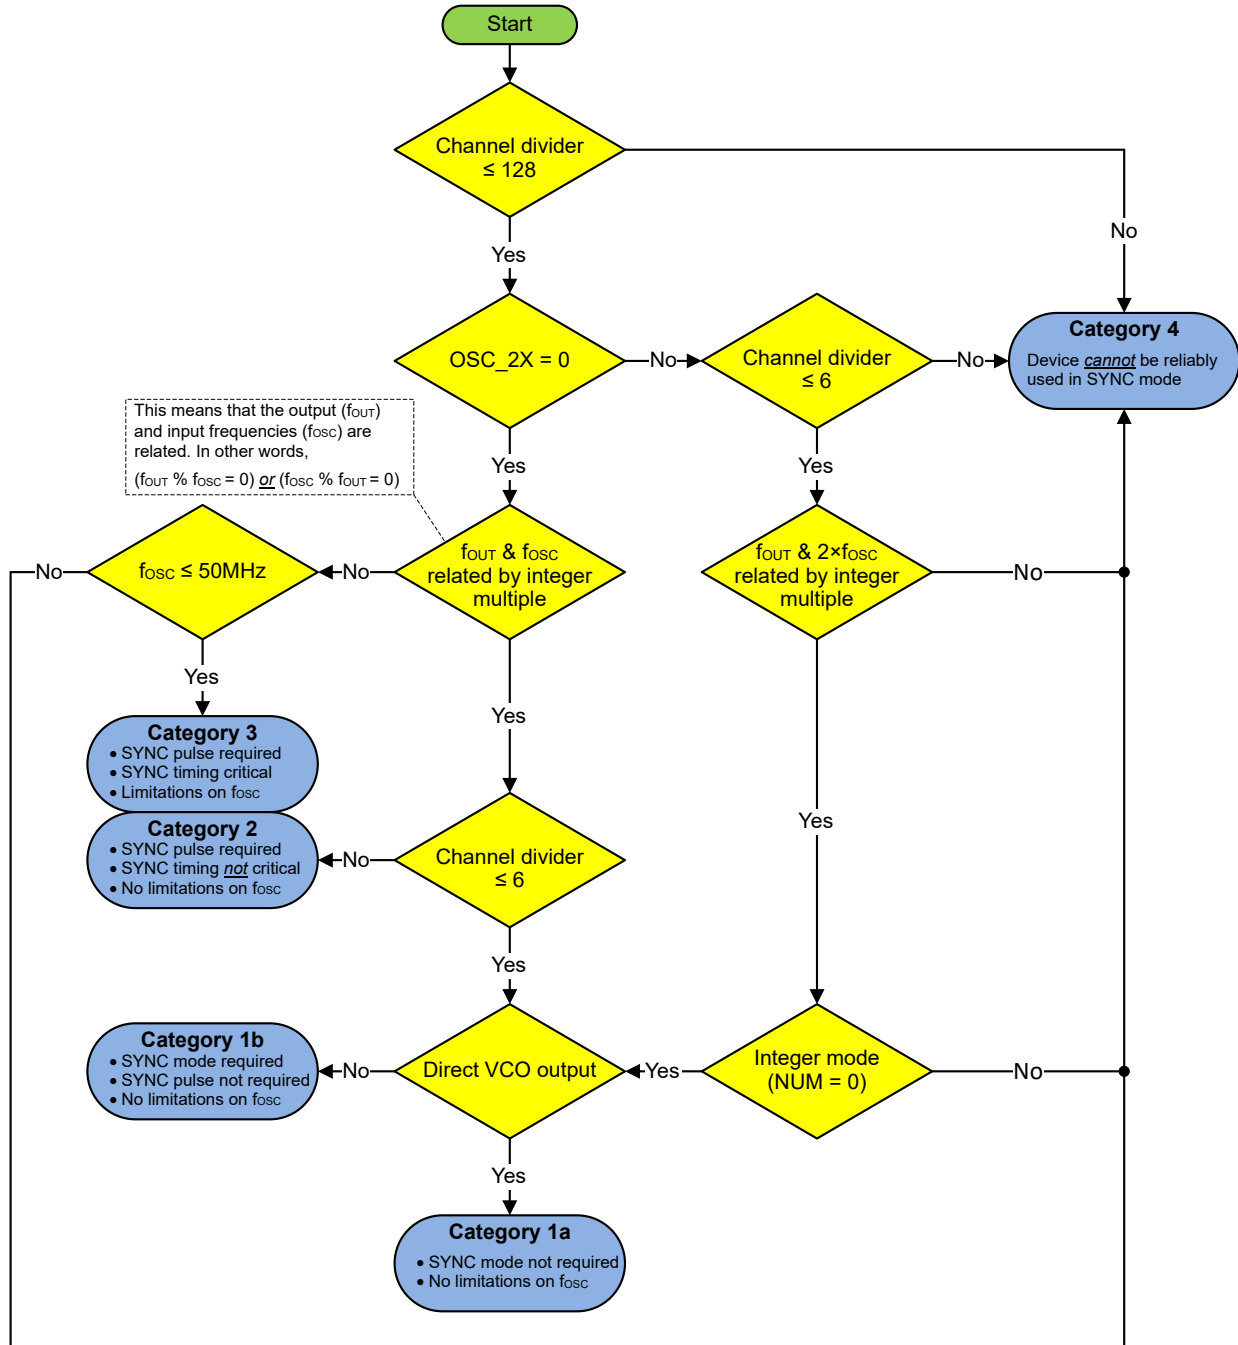 Start
Channel divider
≤ 128
No
Yes
OSC_2X = 0
No
Channel divider
≤ 6
No
Category 4
Device cannot be reliably
used in SYNC mode
This means that the output (fOUT)
and input frequencies (fOSC) are
related. In other words,
(fOUT % fOSC = 0) or (fOSC % fOUT = 0)
Yes
Yes
No
fOSC ≤ 50MHz
No
fOUT & fOSC
related by integer
multiple
fOUT & 2×fOSC
related by integer
multiple
No
Yes
Yes
Category 3
• SYNC pulse required
• SYNC timing critical
• Limitations on fOSC
Category 2
• SYNC pulse required
• SYNC timing not critical
• No limitations on fOSC
No
Channel divider
≤ 6
Yes
Yes
Category 1b
• SYNC mode required
• SYNC pulse not required
• No limitations on fOSC
No
Direct VCO output
Yes
Integer mode
(NUM = 0)
No
Yes
Category 1a
• SYNC mode not required
• No limitations on fOSC